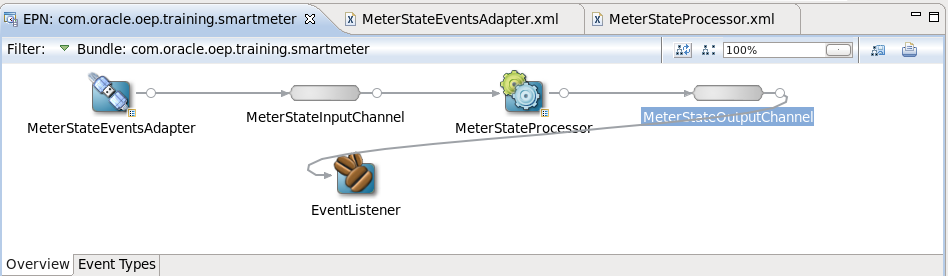 EPN: com.oracle.oep.training.smartmeter MeterStateEventsAdapter.xml MeterStateProcessor.xml
Filter: Bundle: com.oracle.oep.training.smartmeter 100%
MeterStateEventsAdapter MeterStateInputChannel MeterStateProcessor MeterStateOutputChannel
EventListener
Overview Event Types